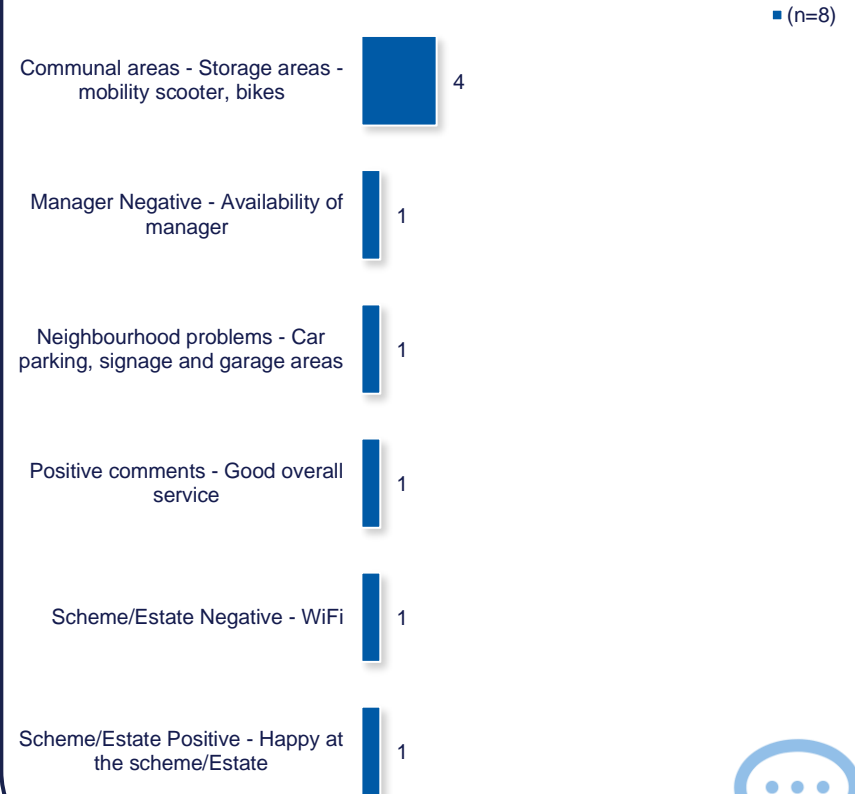 (n=8)
Communal areas - Storage areas -
mobility scooter, bikes
4
Manager Negative - Availability of
manager
1
Neighbourhood problems - Car
parking, signage and garage areas
1
Positive comments - Good overall
service
1
Scheme/Estate Negative - WiFi
1
Scheme/Estate Positive - Happy at
the scheme/Estate
1